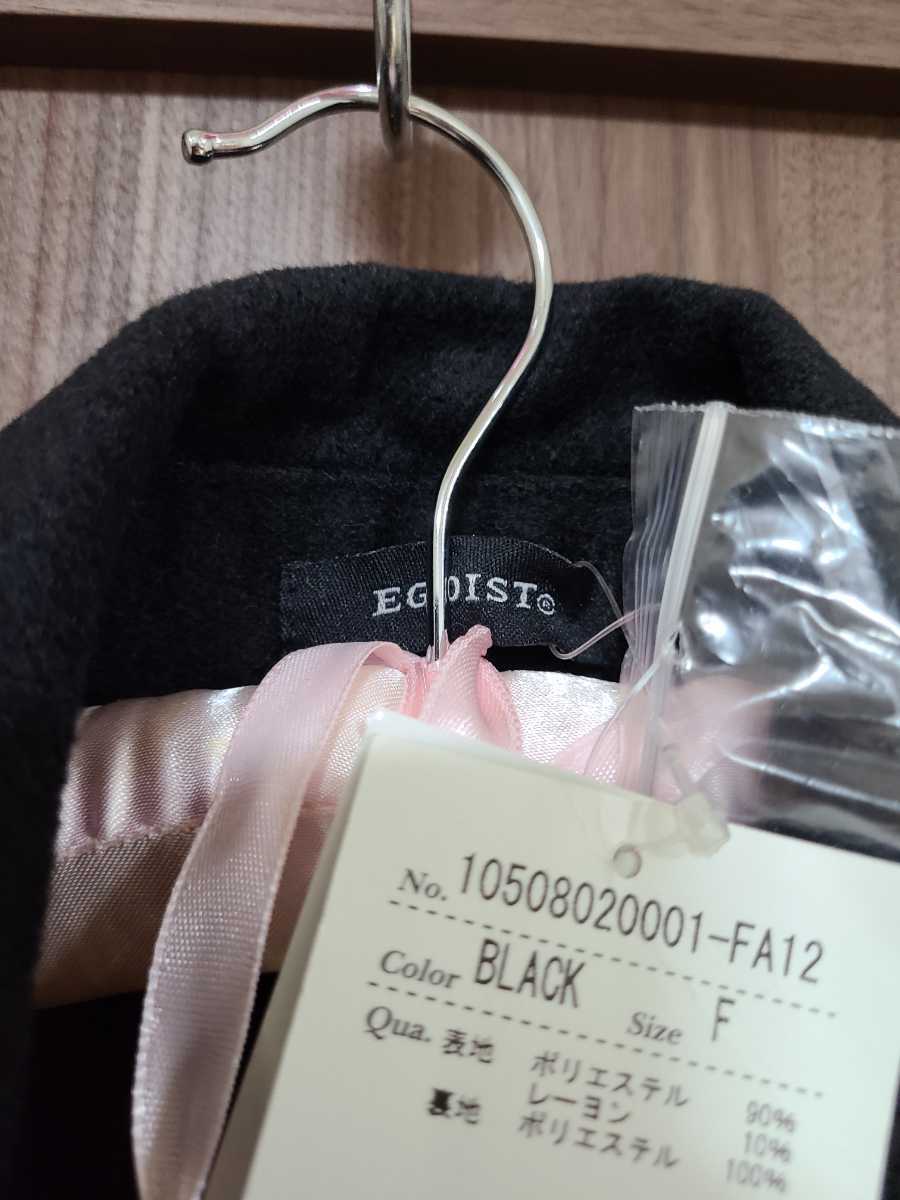 EGOIST®
No. 10508020001-FA12
Color BLACK Size F
Qua. 表地 ポリエステル 90%
レーヨン 10%
裏地 ポリエステル 100%